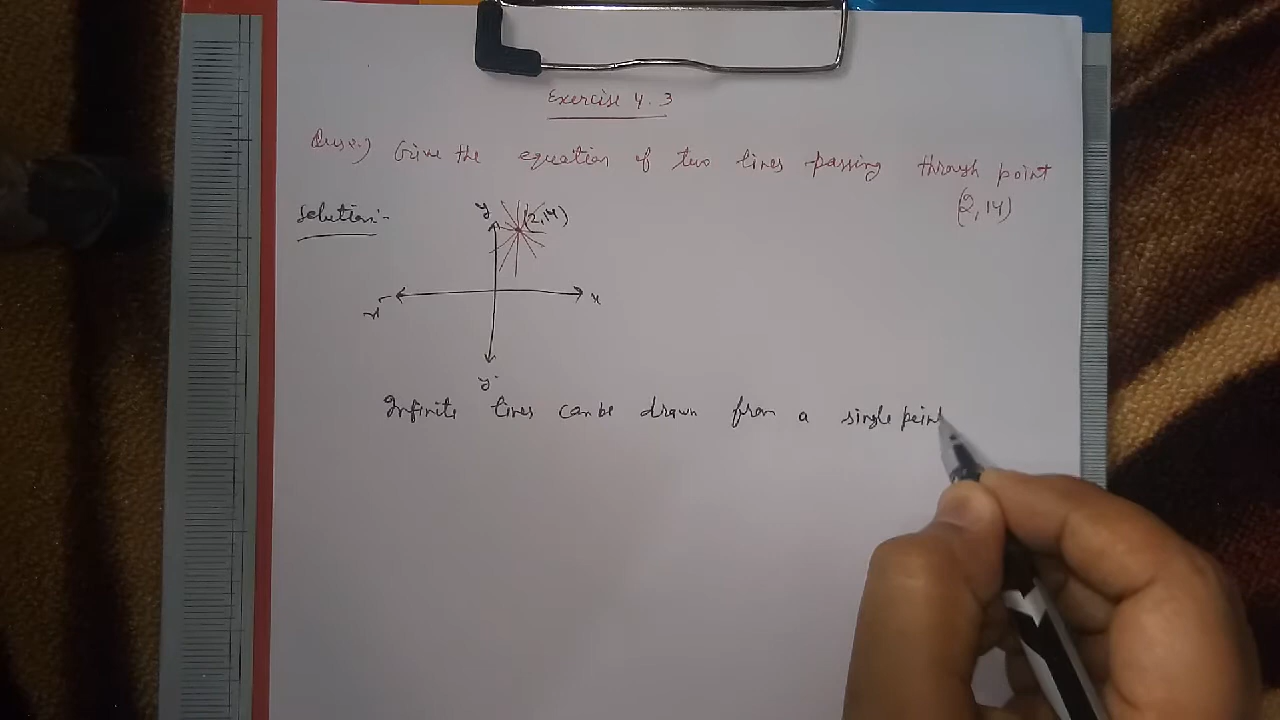 Exercise 4.3
Ques2.) Give the equation of two lines passing through point
(2,14)
Solution:-
y
(2,14)
x
x'
y'
Infinite lines can be drawn from a single point